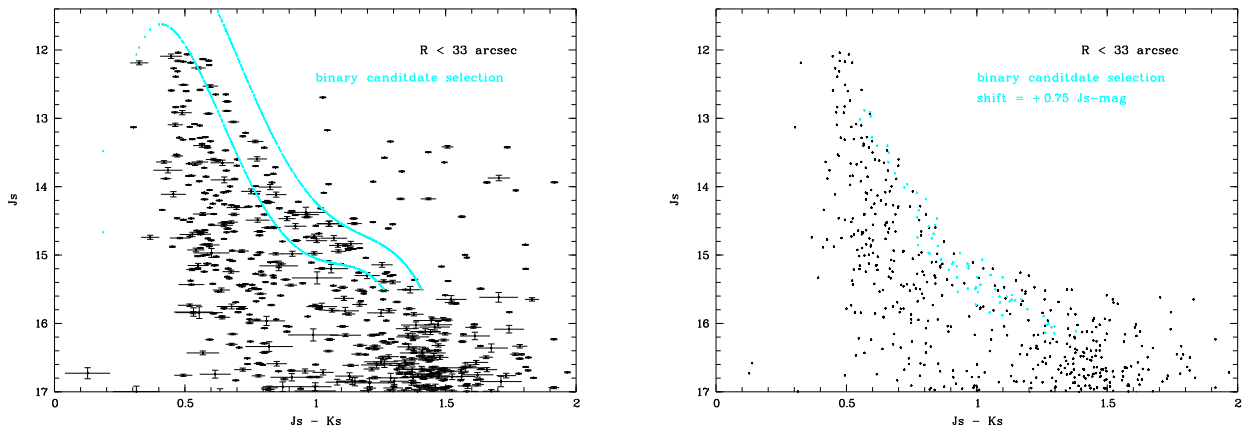 R < 33 arcsec
binary canditdate selection
12
13
14
15
16
17
Js
0
0.5
1
1.5
2
Js - Ks
R < 33 arcsec
binary canditdate selection
shift = +0.75 Js-mag
12
13
14
15
16
17
Js
0
0.5
1
1.5
2
Js - Ks